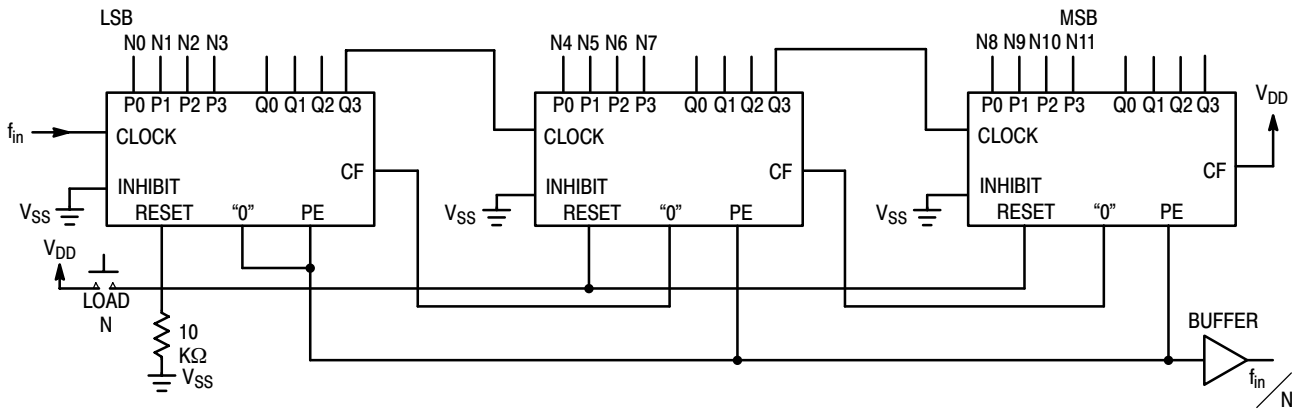 LSB
MSB
N0 N1 N2 N3
N4 N5 N6 N7
N8 N9 N10 N11
P0 P1 P2 P3 Q0 Q1 Q2 Q3
P0 P1 P2 P3 Q0 Q1 Q2 Q3
P0 P1 P2 P3 Q0 Q1 Q2 Q3
VDD
fin
CLOCK
CLOCK
CLOCK
CF
CF
CF
INHIBIT
INHIBIT
INHIBIT
VSS
VSS
VSS
RESET "0" PE
RESET "0" PE
RESET "0" PE
VDD
LOAD
N
10
KΩ
VSS
BUFFER
fin/N